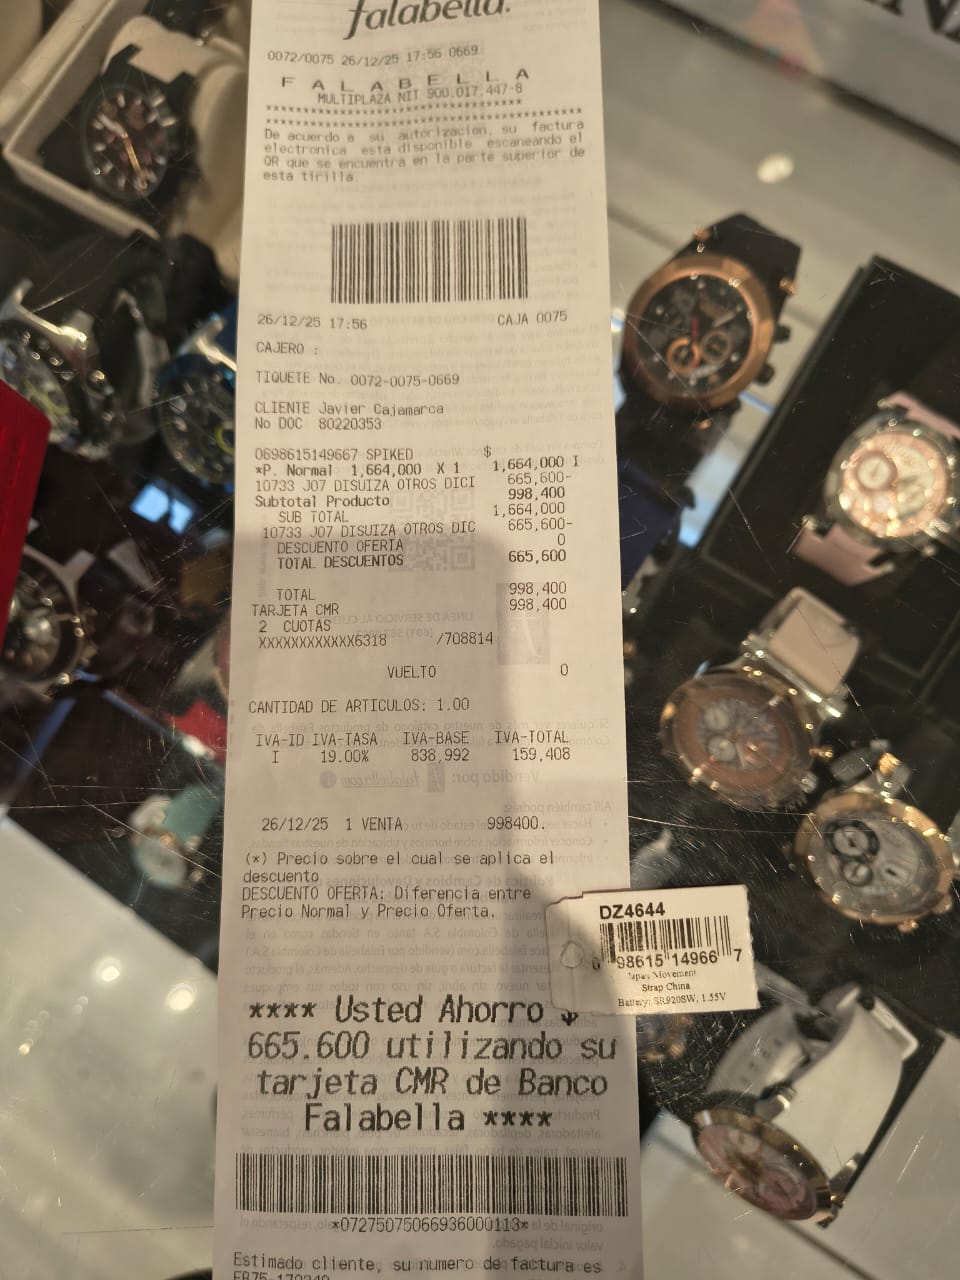 falabella.
0072/0075 26/12/25 17:56 0669
F A L A B E L L A
MULTIPLAZA NIT 900.017.447-8
De acuerdo a su autorizacion, su factura
electronica esta disponible escaneando el
QR que se encuentra en la parte superior de
esta tirilla.
26/12/25 17:56 CAJA 0075
CAJERO :
TIQUETE No. 0072-0075-0669
CLIENTE Javier Cajamarca
No DOC 80220353
0698615149667 SPIKED $
*P. Normal 1,664,000 X 1 1,664,000 I
10733 J07 DISUIZA OTROS DICI 665,600-
Subtotal Producto 998,400
SUB TOTAL 1,664,000
10733 J07 DISUIZA OTROS DIC 665,600-
DESCUENTO OFERTA 0
TOTAL DESCUENTOS 665,600
TOTAL 998,400
TARJETA CMR 998,400
2 CUOTAS
XXXXXXXXXXXX6318 /708814
VUELTO 0
CANTIDAD DE ARTICULOS: 1.00
IVA-ID IVA-TASA IVA-BASE IVA-TOTAL
I 19.00% 838,992 159,408
26/12/25 1 VENTA 998400.
(*) Precio sobre el cual se aplica el
descuento
DESCUENTO OFERTA: Diferencia entre
Precio Normal y Precio Oferta.
DZ4644
98615 14966 7
Japan Movement
Strap China
Battery: SR920SW, 1.55V
**** Usted Ahorro $
665.600 utilizando su
tarjeta CMR de Banco
Falabella ****
*07275075066936000113*
Estimado cliente, su numero de factura es